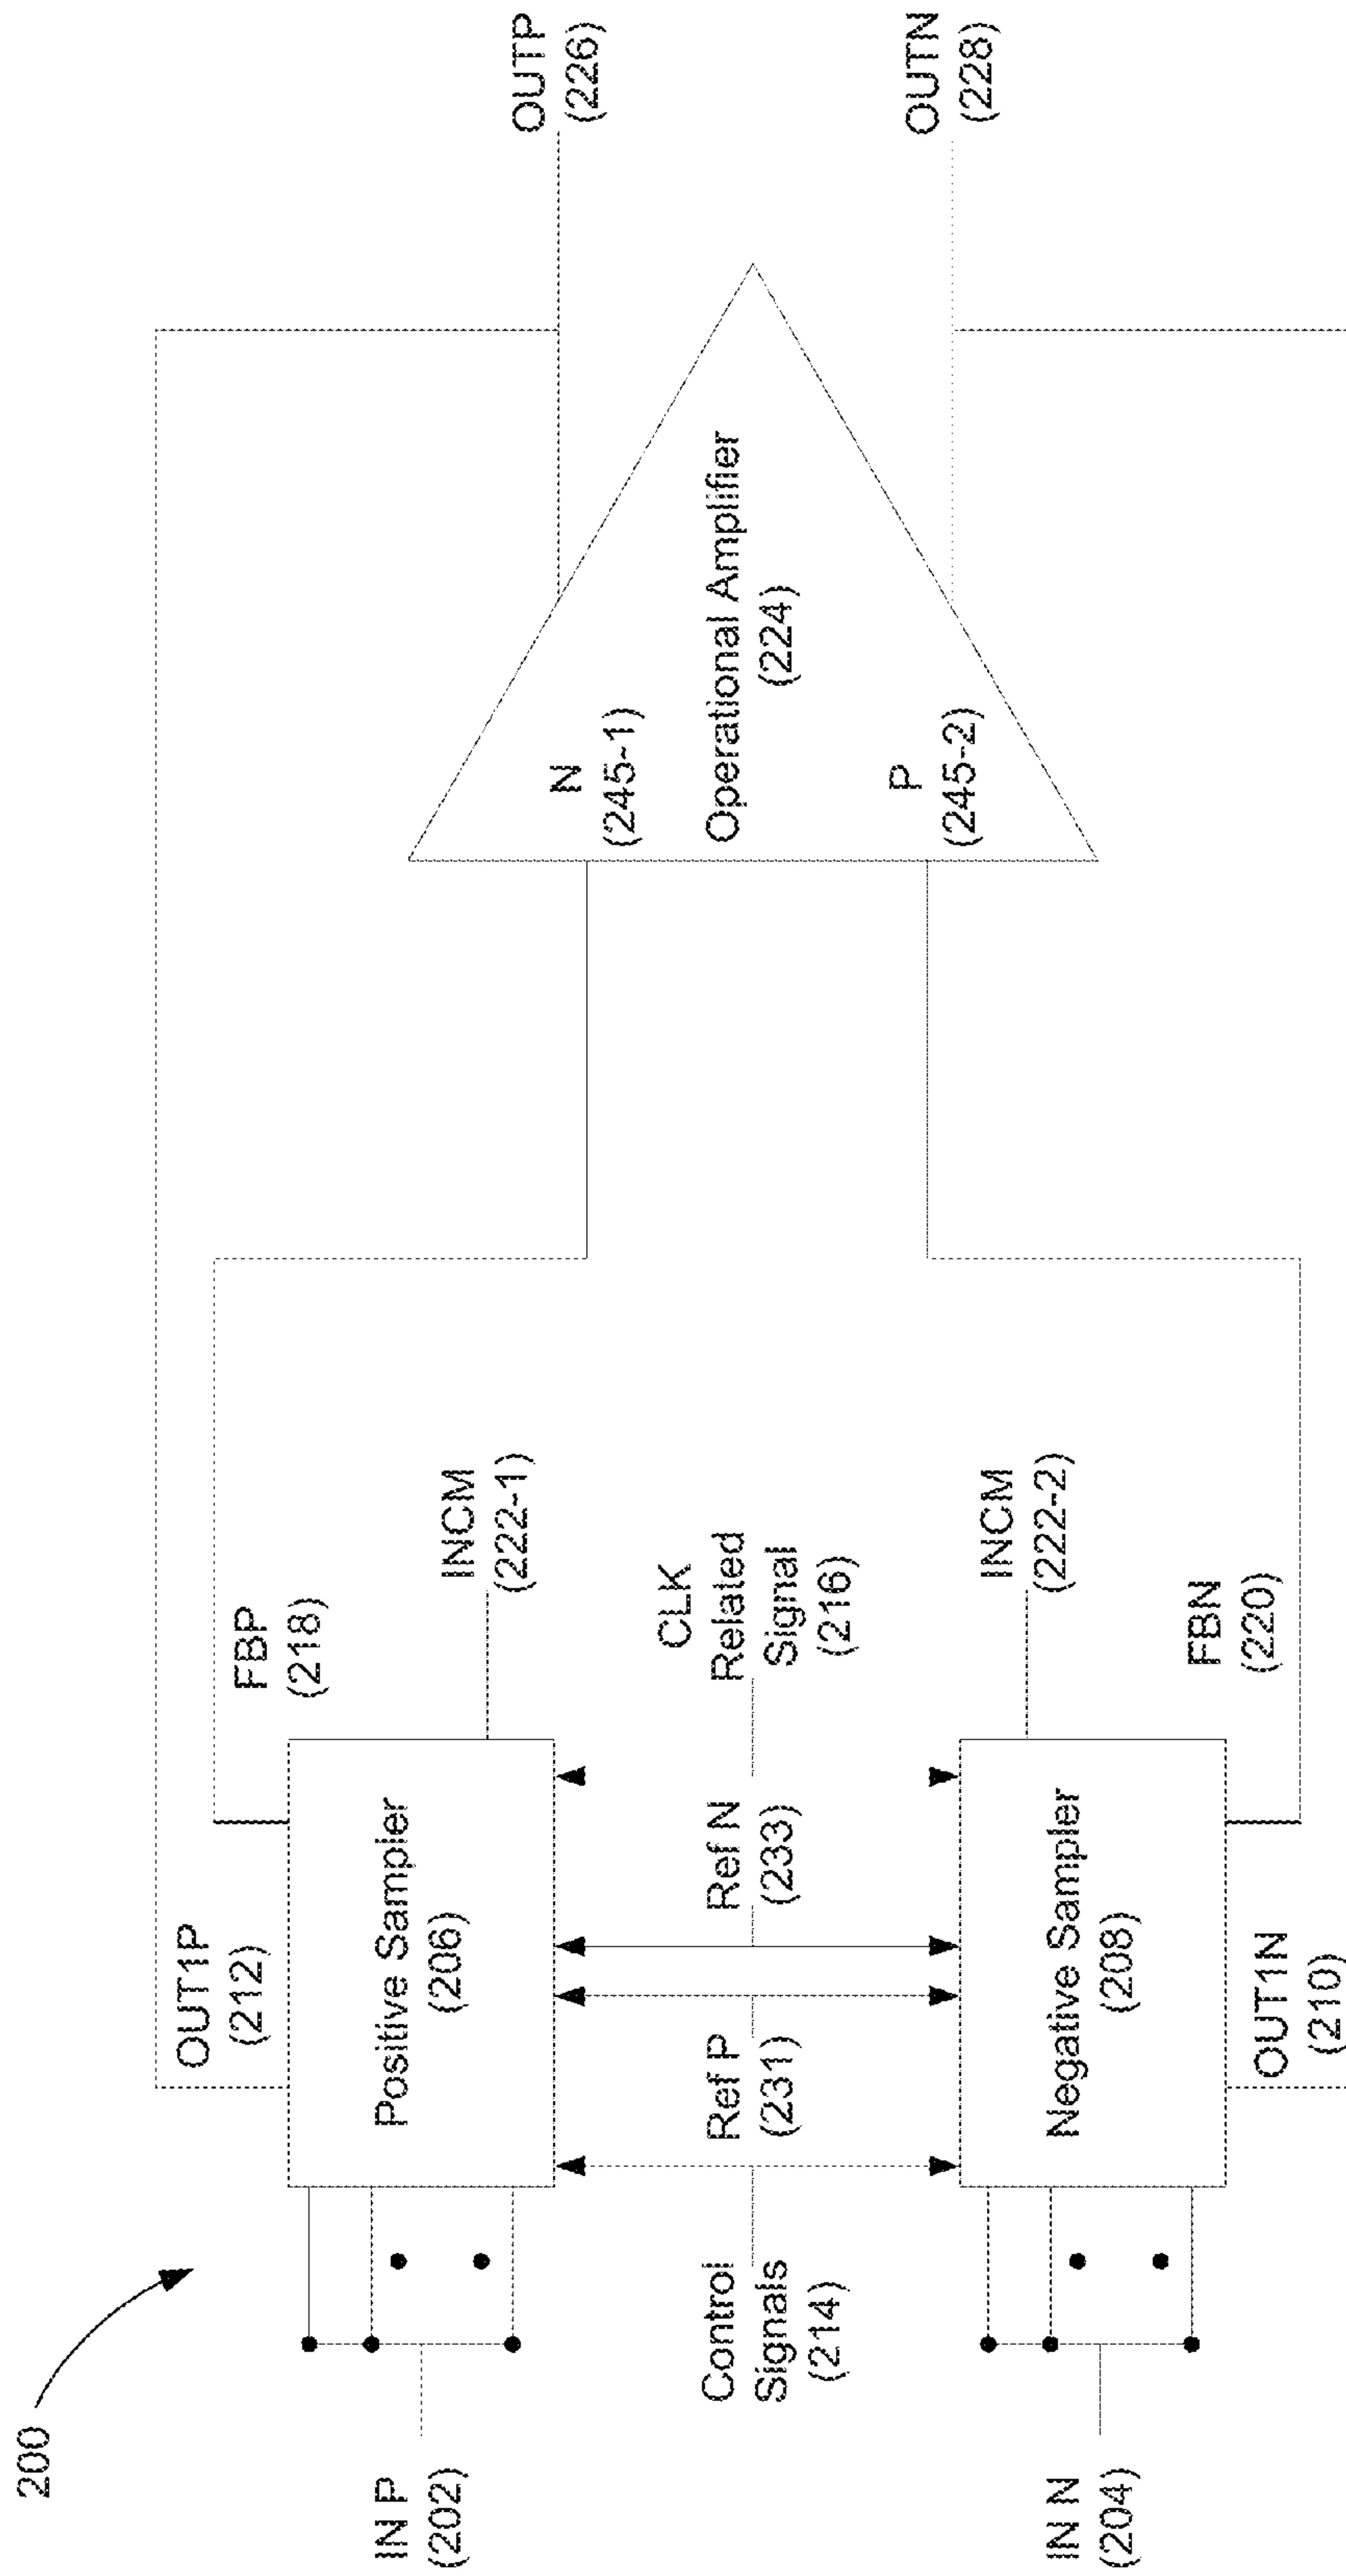 200
OUT1P
(212)
FBP
(218)
OUTP
(226)
IN P
(202)
Positive Sampler
(206)
INCM
(222-1)
N
(245-1)
Control
Signals
(214)
Ref P
(231)
Ref N
(233)
CLK
Related
Signal
(216)
Operational Amplifier
(224)
P
(245-2)
OUTN
(228)
IN N
(204)
Negative Sampler
(208)
INCM
(222-2)
FBN
(220)
OUT1N
(210)